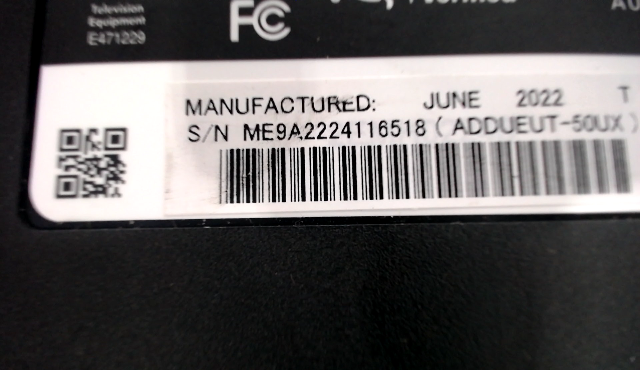 Television
Equipment
E471229
FC
MANUFACTURED: JUNE 2022 T
S/N ME9A2224116518 ( ADDUEUT-50UX )